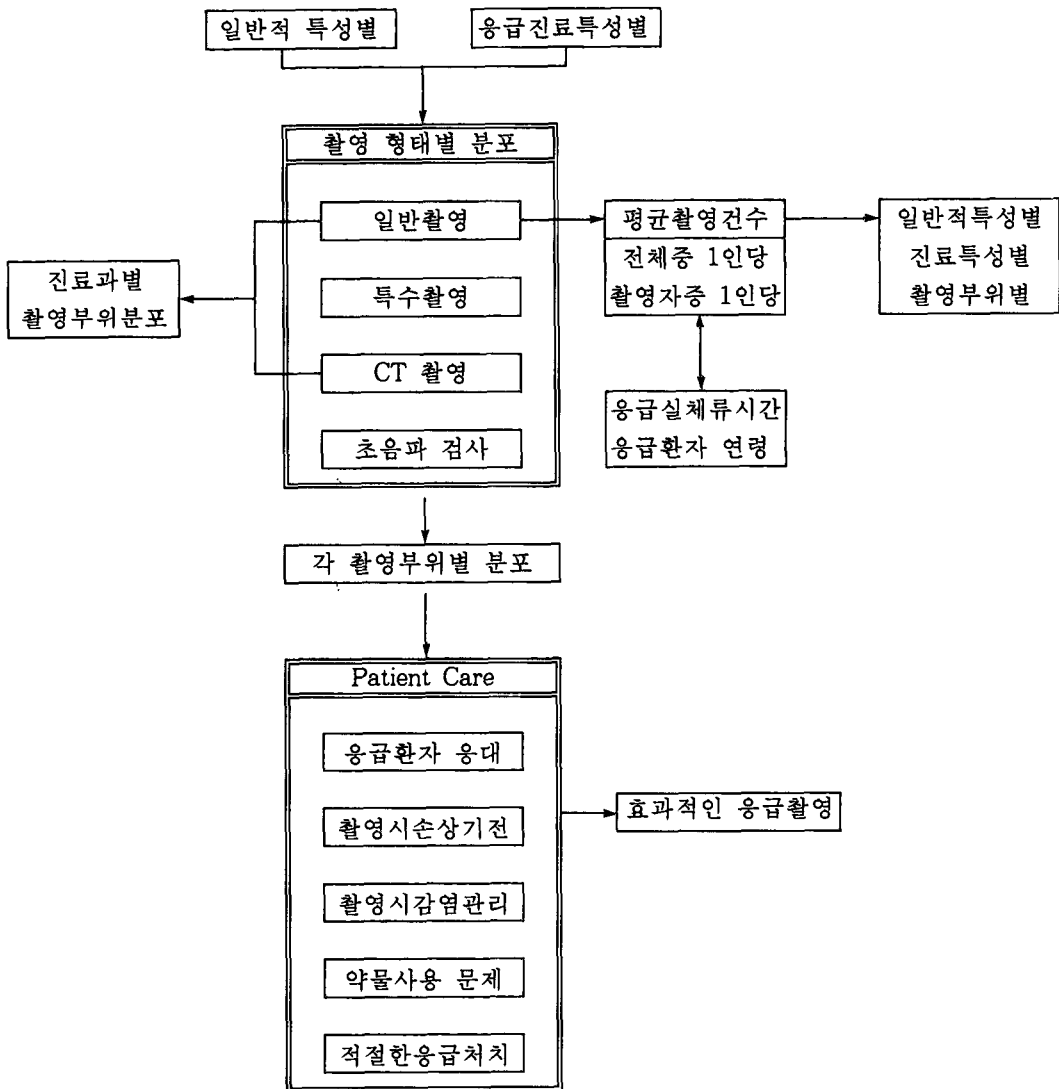 일반적 특성별
응급진료특성별
촬영 형태별 분포
일반촬영
특수촬영
CT 촬영
초음파 검사
진료과별
촬영부위분포
평균촬영건수
전체중 1인당
촬영자중 1인당
일반적특성별
진료특성별
촬영부위별
응급실체류시간
응급환자 연령
각 촬영부위별 분포
Patient Care
응급환자 응대
촬영시손상기전
촬영시감염관리
약물사용 문제
적절한응급처치
효과적인 응급촬영